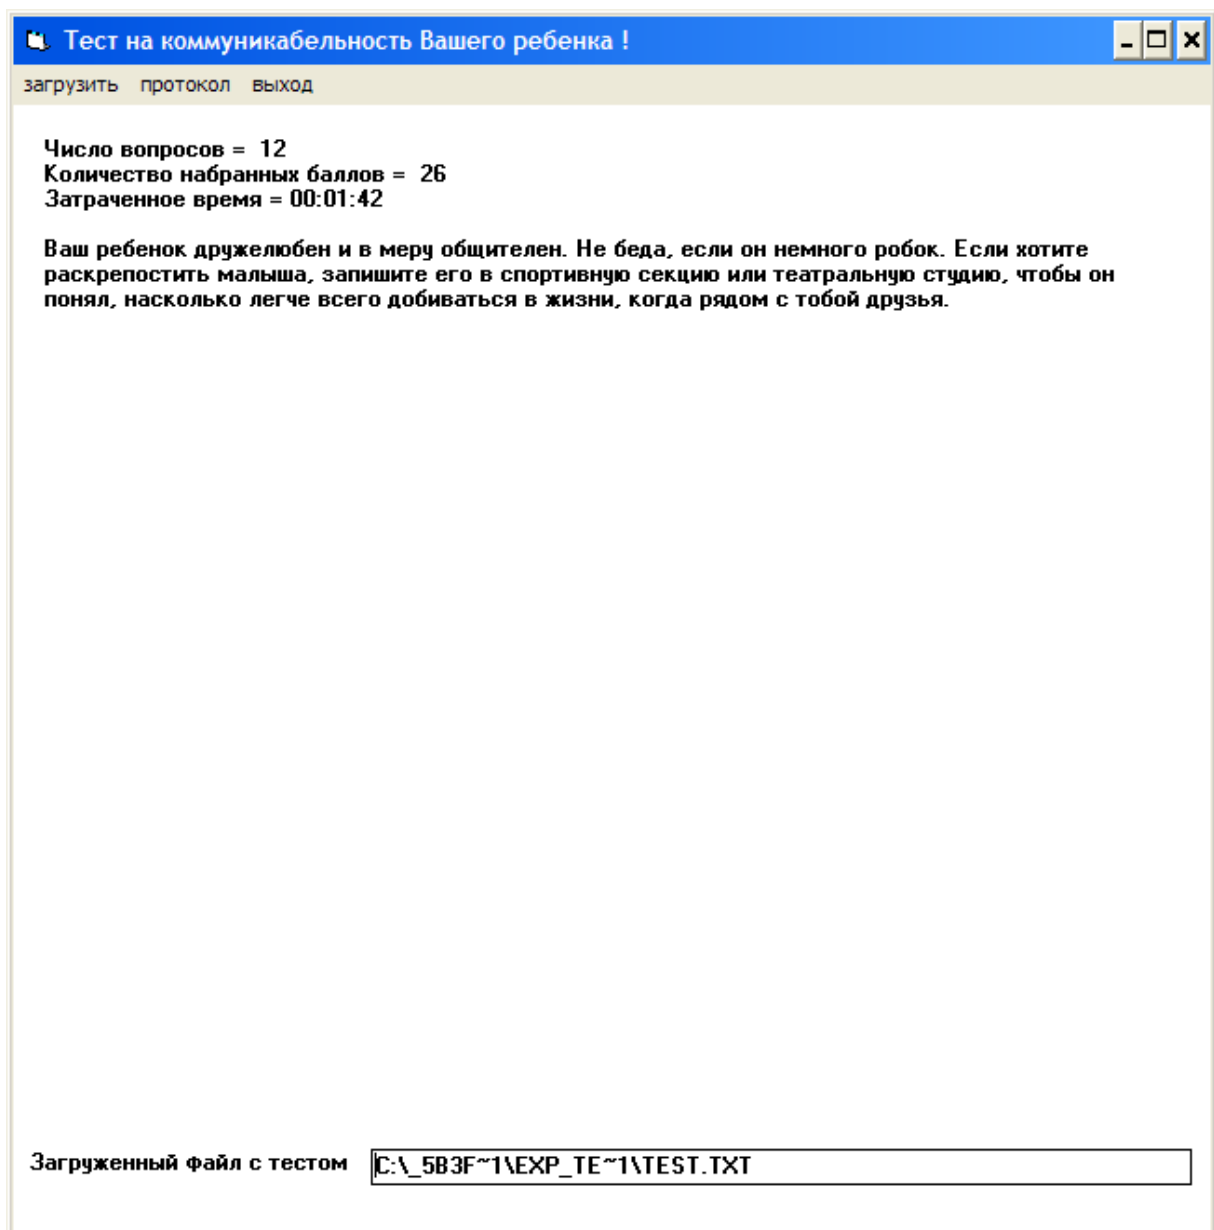 Тест на коммуникабельность Вашего ребенка !
загрузить протокол выход
Число вопросов = 12
Количество набранных баллов = 26
Затраченное время = 00:01:42
Ваш ребенок дружелюбен и в меру общителен. Не беда, если он немного робок. Если хотите
раскрепостить малыша, запишите его в спортивную секцию или театральную студию, чтобы он
понял, насколько легче всего добиваться в жизни, когда рядом с тобой друзья.
Загруженный файл с тестом C:\_5B3F~1\EXP_TE~1\TEST.TXT